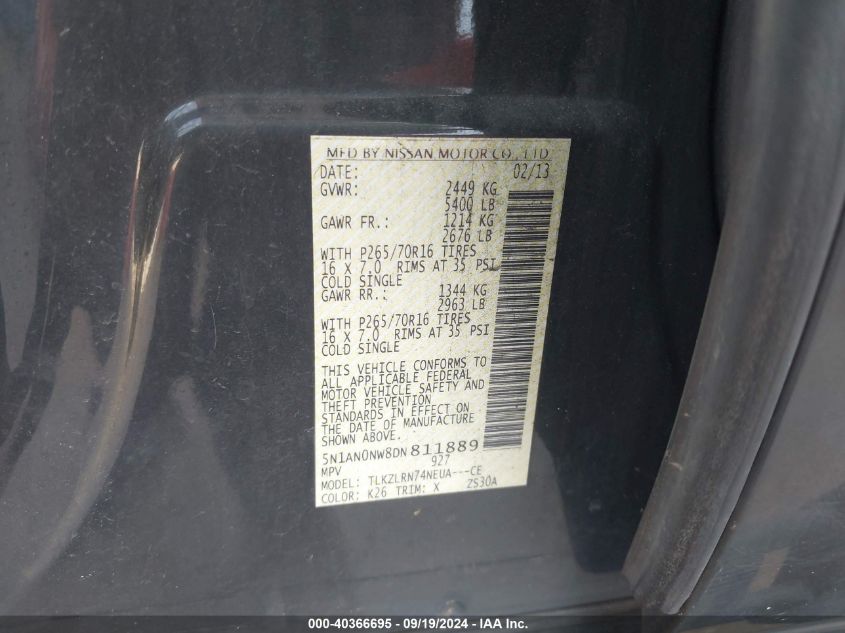 MFD BY NISSAN MOTOR CO., LTD.
DATE: 02/13
GVWR: 2449 KG
5400 LB
GAWR FR.: 1214 KG
2676 LB
WITH P265/70R16 TIRES
16 X 7.0 RIMS AT 35 PSI
COLD SINGLE
GAWR RR.: 1344 KG
2963 LB
WITH P265/70R16 TIRES
16 X 7.0 RIMS AT 35 PSI
COLD SINGLE
THIS VEHICLE CONFORMS TO
ALL APPLICABLE FEDERAL
MOTOR VEHICLE SAFETY AND
THEFT PREVENTION
STANDARDS IN EFFECT ON
THE DATE OF MANUFACTURE
SHOWN ABOVE.
5N1AN0NW8DN811889
MPV 927
MODEL: TLKZLRN74NEUA---CE
COLOR: K26 TRIM: X ZS30A
000-40366695 - 09/19/2024 - IAA Inc.